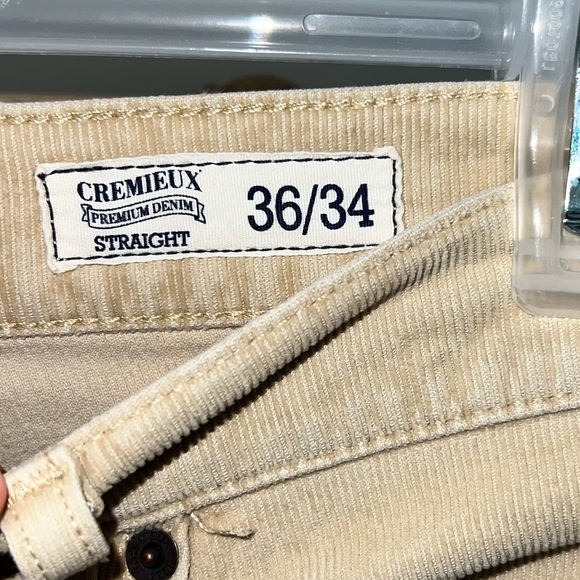 CREMIEUX
PREMIUM DENIM
STRAIGHT
36/34